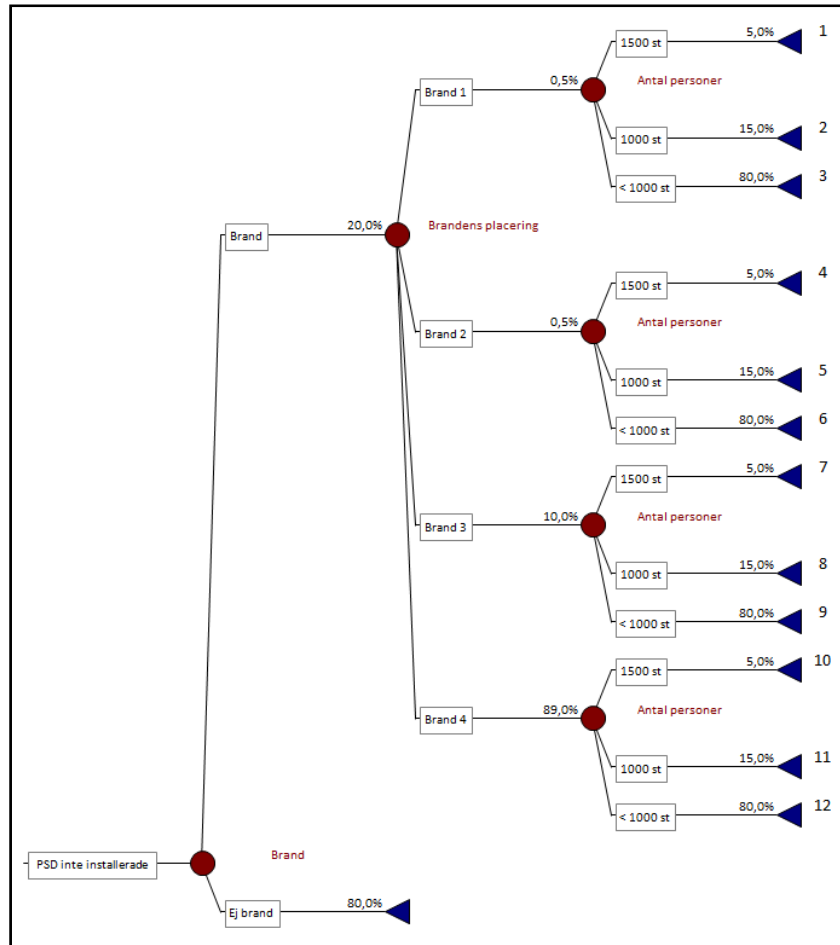 1500 st 5,0% 1
Brand 1 0,5% Antal personer
1000 st 15,0% 2
< 1000 st 80,0% 3
Brand 20,0% Brandens placering
1500 st 5,0% 4
Brand 2 0,5% Antal personer
1000 st 15,0% 5
< 1000 st 80,0% 6
1500 st 5,0% 7
Brand 3 10,0% Antal personer
1000 st 15,0% 8
< 1000 st 80,0% 9
1500 st 5,0% 10
Brand 4 89,0% Antal personer
1000 st 15,0% 11
< 1000 st 80,0% 12
PSD inte installerade Brand
Ej brand 80,0%